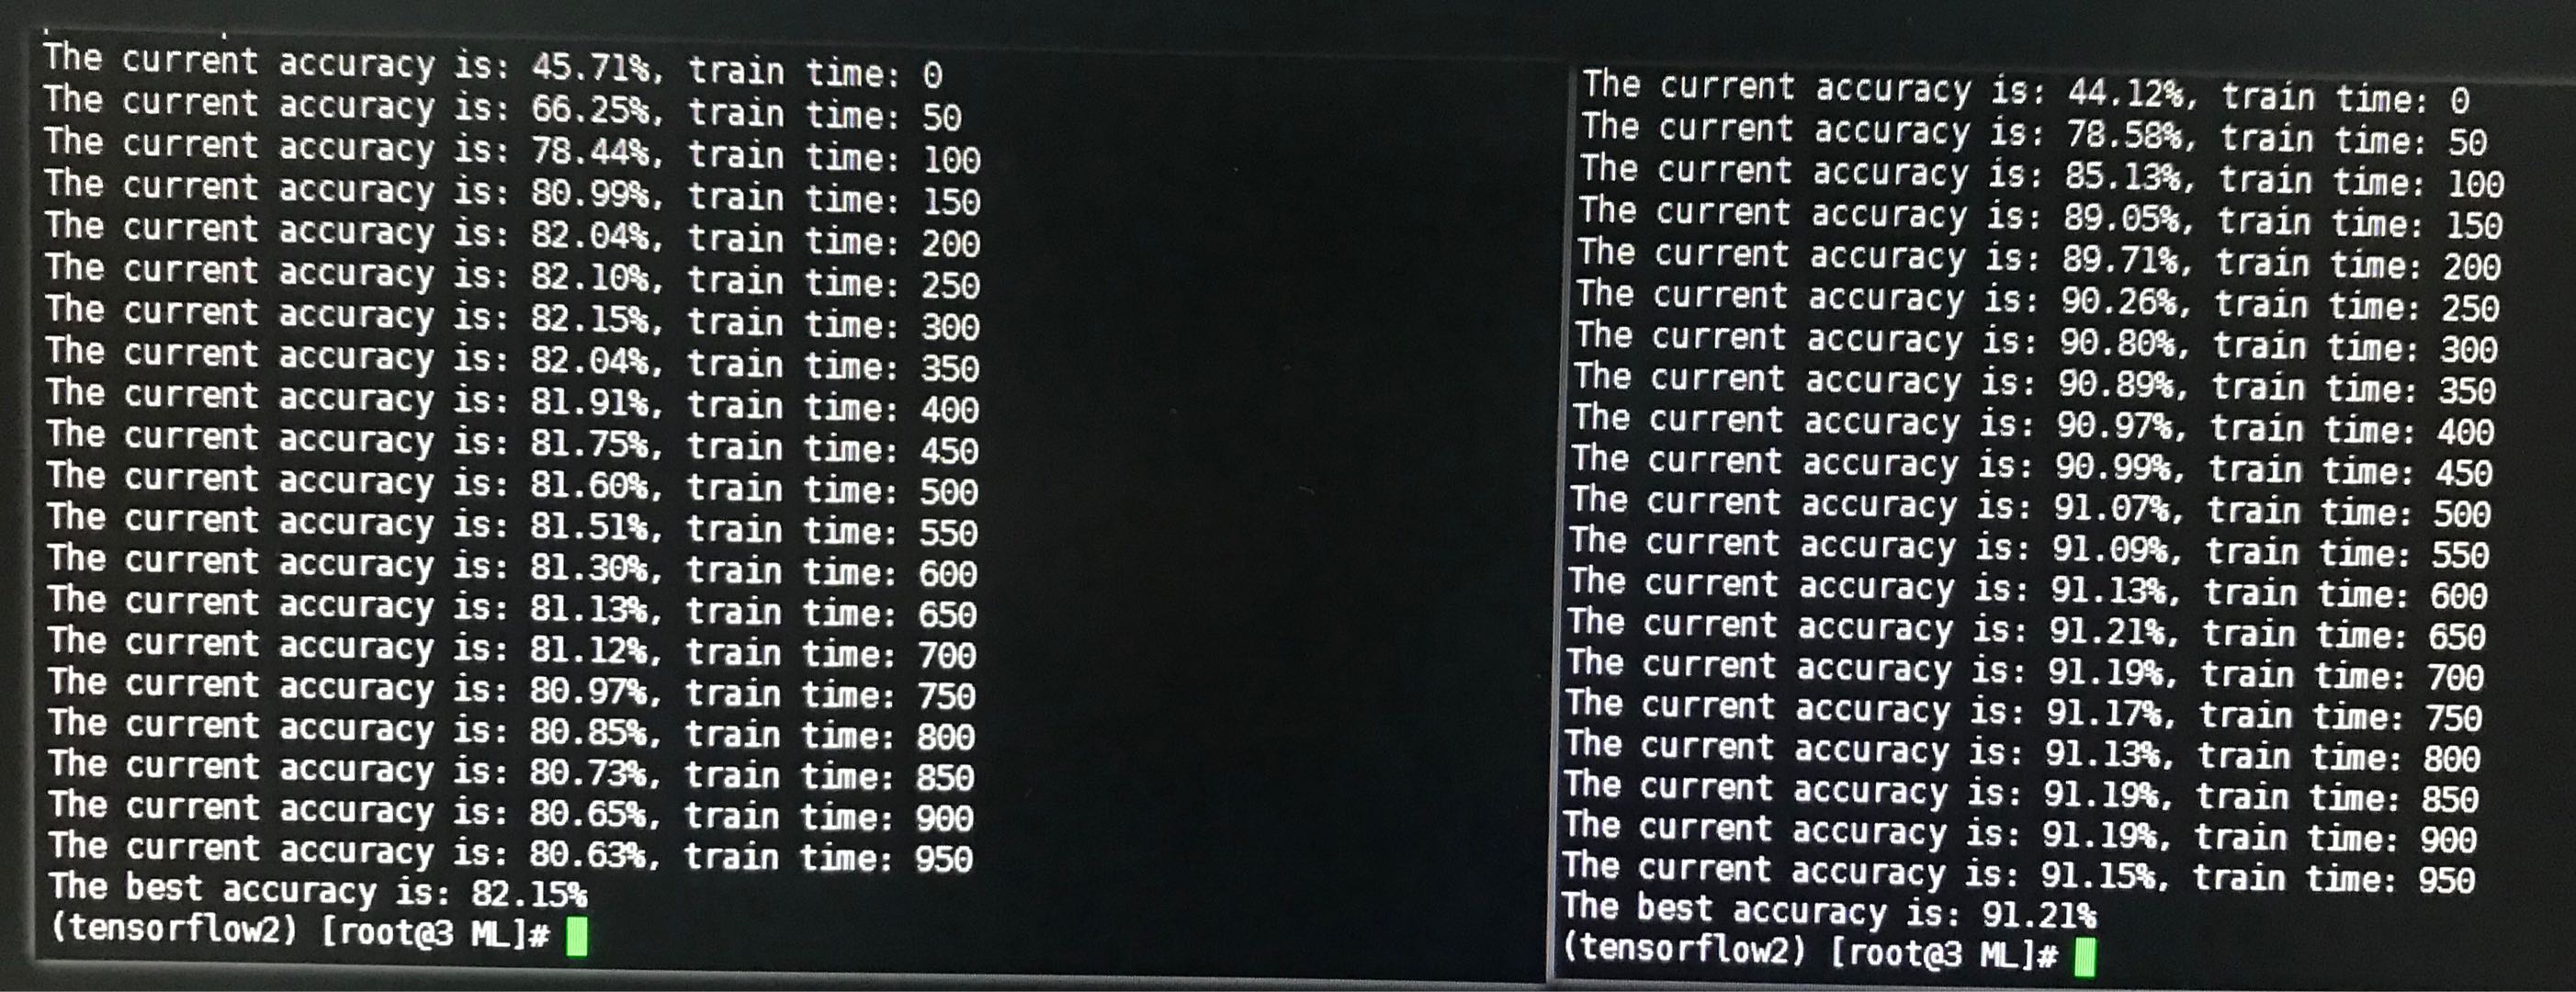 The current accuracy is: 45.71%, train time: 0
The current accuracy is: 66.25%, train time: 50
The current accuracy is: 78.44%, train time: 100
The current accuracy is: 80.99%, train time: 150
The current accuracy is: 82.04%, train time: 200
The current accuracy is: 82.10%, train time: 250
The current accuracy is: 82.15%, train time: 300
The current accuracy is: 82.04%, train time: 350
The current accuracy is: 81.91%, train time: 400
The current accuracy is: 81.75%, train time: 450
The current accuracy is: 81.60%, train time: 500
The current accuracy is: 81.51%, train time: 550
The current accuracy is: 81.30%, train time: 600
The current accuracy is: 81.13%, train time: 650
The current accuracy is: 81.12%, train time: 700
The current accuracy is: 80.97%, train time: 750
The current accuracy is: 80.85%, train time: 800
The current accuracy is: 80.73%, train time: 850
The current accuracy is: 80.65%, train time: 900
The current accuracy is: 80.63%, train time: 950
The best accuracy is: 82.15%
(tensorflow2) [root@3 ML]#
The current accuracy is: 44.12%, train time: 0
The current accuracy is: 78.58%, train time: 50
The current accuracy is: 85.13%, train time: 100
The current accuracy is: 89.05%, train time: 150
The current accuracy is: 89.71%, train time: 200
The current accuracy is: 90.26%, train time: 250
The current accuracy is: 90.80%, train time: 300
The current accuracy is: 90.89%, train time: 350
The current accuracy is: 90.97%, train time: 400
The current accuracy is: 90.99%, train time: 450
The current accuracy is: 91.07%, train time: 500
The current accuracy is: 91.09%, train time: 550
The current accuracy is: 91.13%, train time: 600
The current accuracy is: 91.21%, train time: 650
The current accuracy is: 91.19%, train time: 700
The current accuracy is: 91.17%, train time: 750
The current accuracy is: 91.13%, train time: 800
The current accuracy is: 91.19%, train time: 850
The current accuracy is: 91.19%, train time: 900
The current accuracy is: 91.15%, train time: 950
The best accuracy is: 91.21%
(tensorflow2) [root@3 ML]#